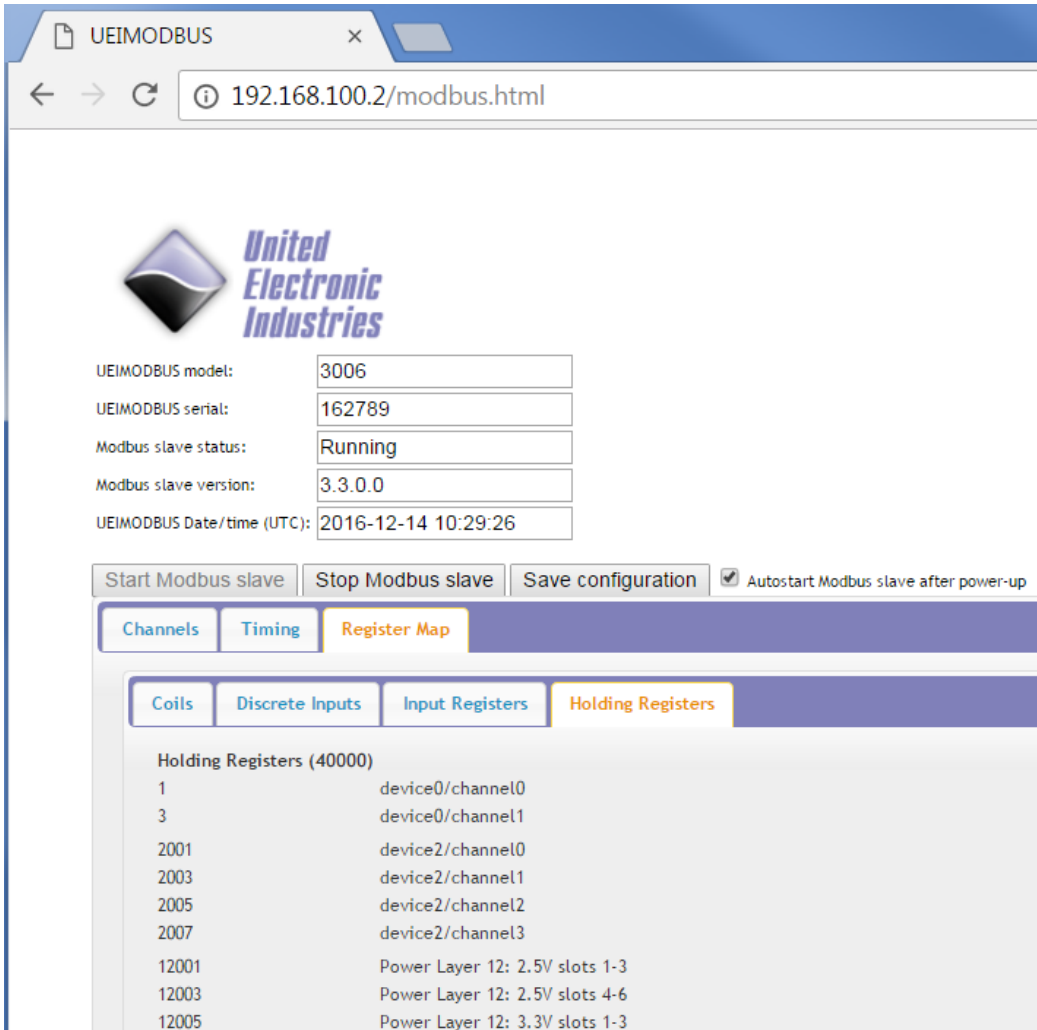 UEIMODBUS ×
192.168.100.2/modbus.html
United
Electronic
Industries
UEIMODBUS model: 3006
UEIMODBUS serial: 162789
Modbus slave status: Running
Modbus slave version: 3.3.0.0
UEIMODBUS Date/time (UTC): 2016-12-14 10:29:26
Start Modbus slave Stop Modbus slave Save configuration Autostart Modbus slave after power-up
Channels Timing Register Map
Coils Discrete Inputs Input Registers Holding Registers
Holding Registers (40000)
1 device0/channel0
3 device0/channel1
2001 device2/channel0
2003 device2/channel1
2005 device2/channel2
2007 device2/channel3
12001 Power Layer 12: 2.5V slots 1-3
12003 Power Layer 12: 2.5V slots 4-6
12005 Power Layer 12: 3.3V slots 1-3